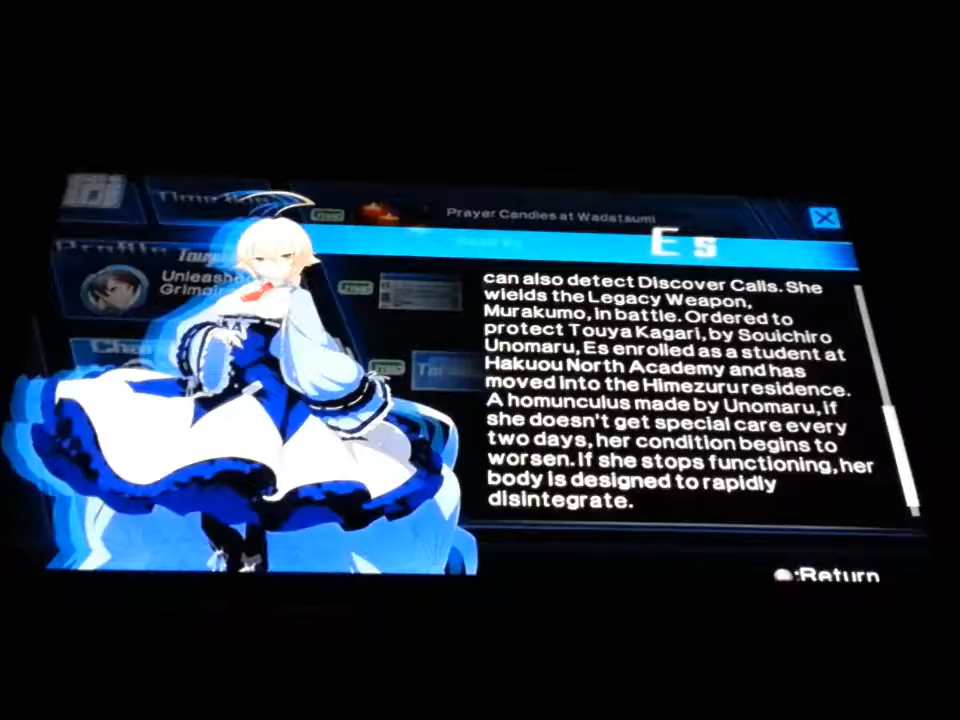 Prayer Candles at Wadatsumi
Es
Profile
Unleashed
Grimoire
can also detect Discover Calls. She
wields the Legacy Weapon,
Murakumo, in battle. Ordered to
protect Touya Kagari, by Souichiro
Unomaru, Es enrolled as a student at
Hakuou North Academy and has
moved into the Himezuru residence.
A homunculus made by Unomaru, if
she doesn't get special care every
two days, her condition begins to
worsen. If she stops functioning, her
body is designed to rapidly
disintegrate.
:Return